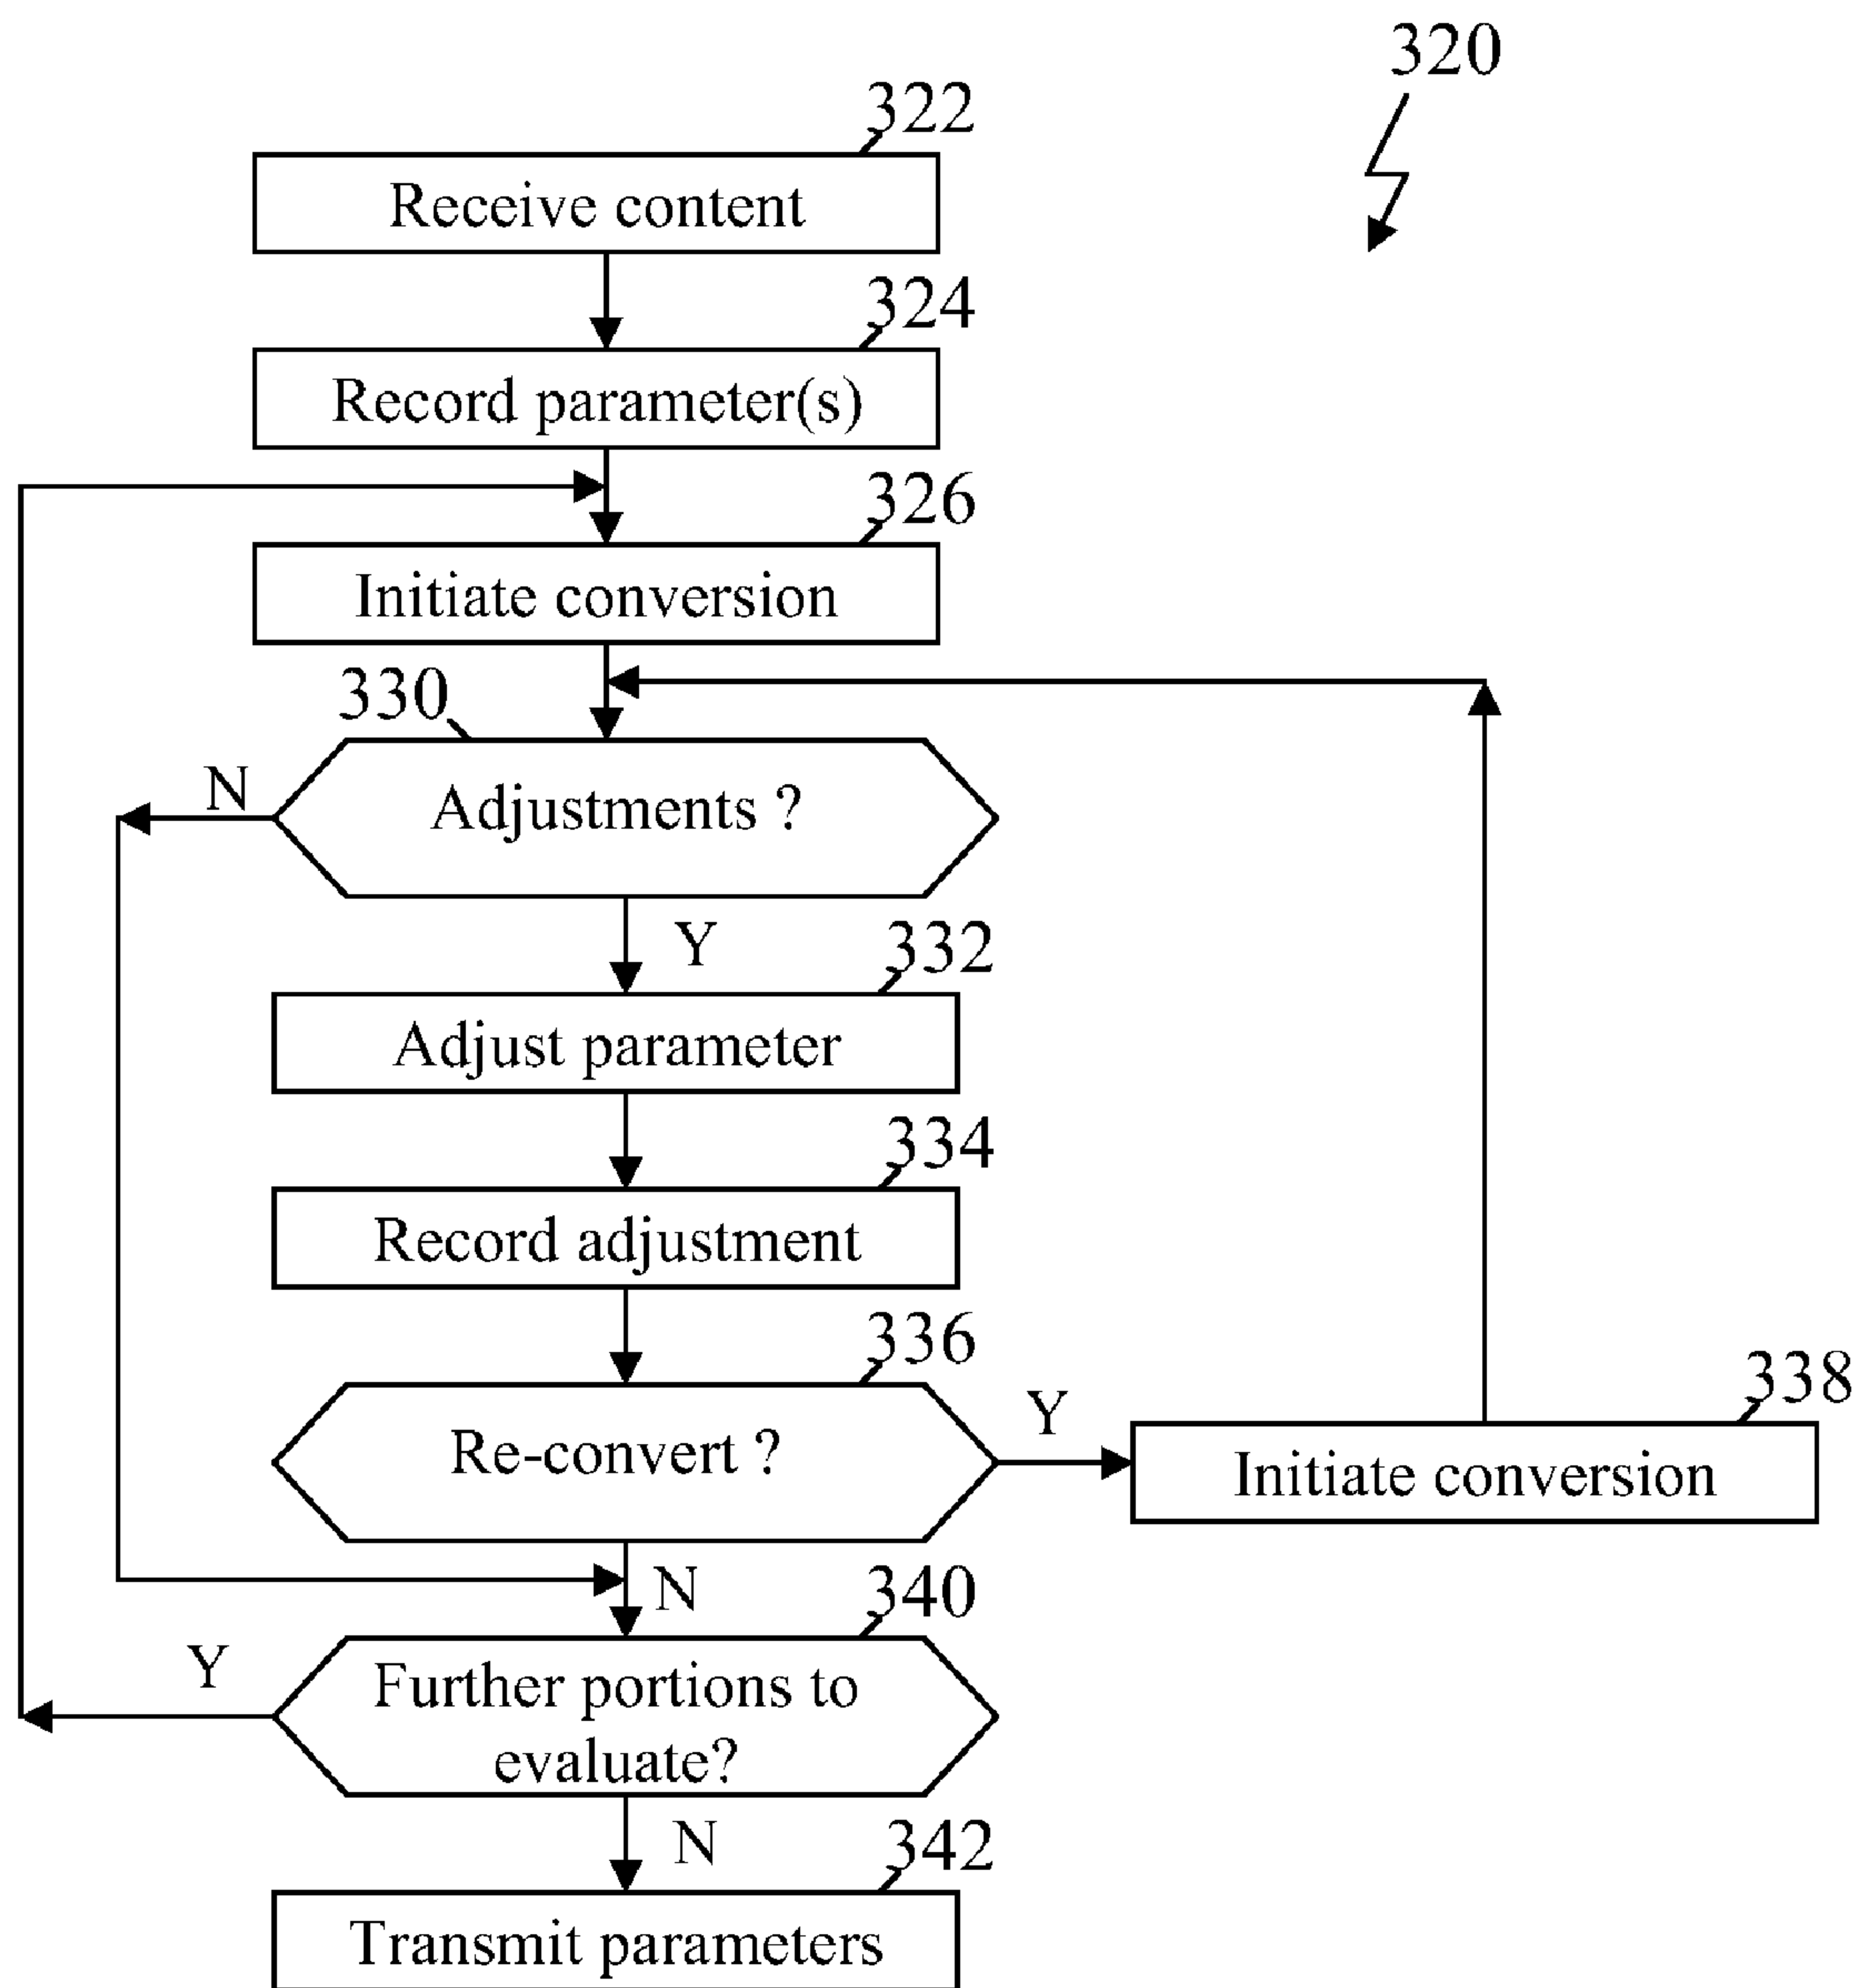 320
322
Receive content
324
Record parameter(s)
326
Initiate conversion
330
N
Adjustments ?
Y
332
Adjust parameter
334
Record adjustment
336
Re-convert ?
Y
338
Initiate conversion
N
340
Y
Further portions to
evaluate?
N
342
Transmit parameters